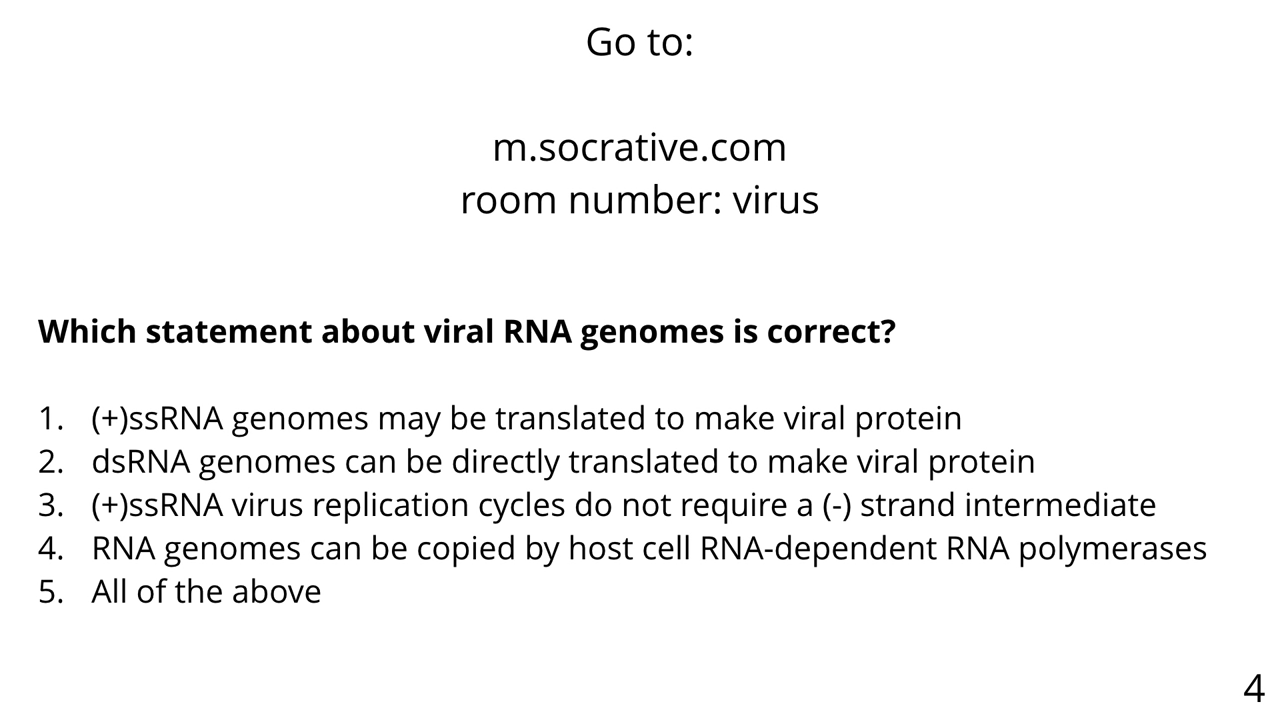 Go to:
m.socrative.com
room number: virus
Which statement about viral RNA genomes is correct?
1. (+)ssRNA genomes may be translated to make viral protein
2. dsRNA genomes can be directly translated to make viral protein
3. (+)ssRNA virus replication cycles do not require a (-) strand intermediate
4. RNA genomes can be copied by host cell RNA-dependent RNA polymerases
5. All of the above
4